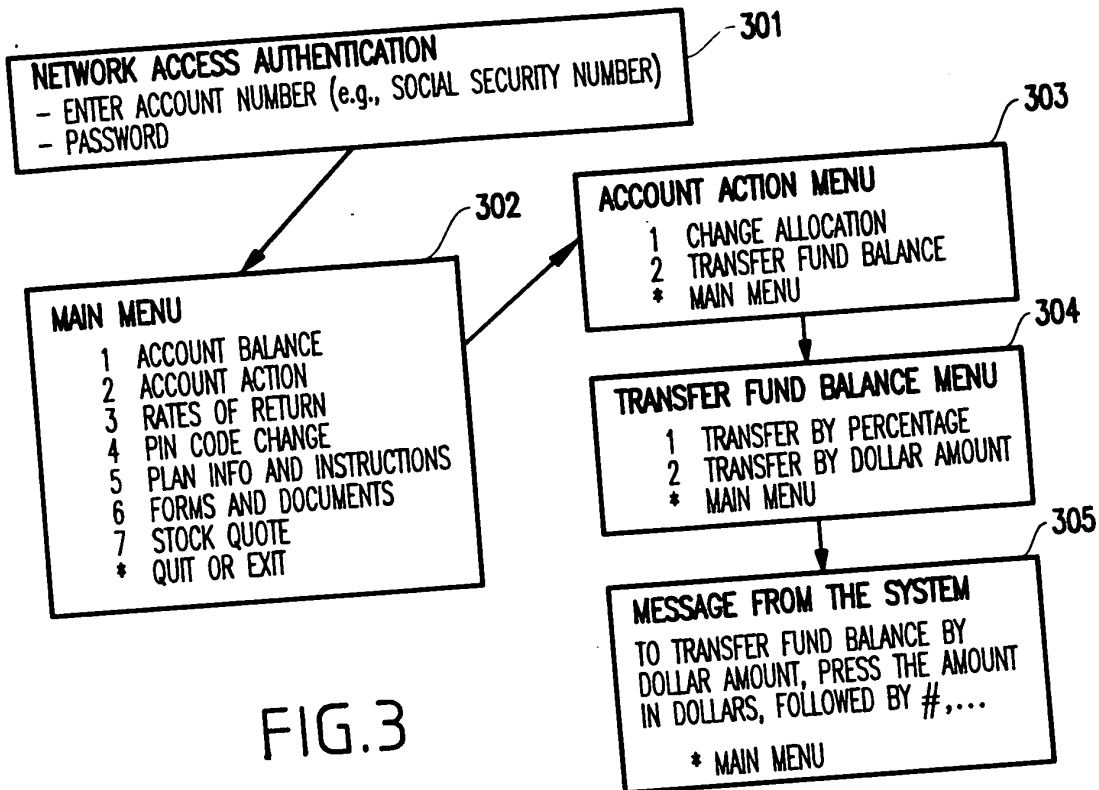 301
NETWORK ACCESS AUTHENTICATION
- ENTER ACCOUNT NUMBER (e.g., SOCIAL SECURITY NUMBER)
- PASSWORD
302
MAIN MENU
1 ACCOUNT BALANCE
2 ACCOUNT ACTION
3 RATES OF RETURN
4 PIN CODE CHANGE
5 PLAN INFO AND INSTRUCTIONS
6 FORMS AND DOCUMENTS
7 STOCK QUOTE
* QUIT OR EXIT
303
ACCOUNT ACTION MENU
1 CHANGE ALLOCATION
2 TRANSFER FUND BALANCE
* MAIN MENU
304
TRANSFER FUND BALANCE MENU
1 TRANSFER BY PERCENTAGE
2 TRANSFER BY DOLLAR AMOUNT
* MAIN MENU
305
MESSAGE FROM THE SYSTEM
TO TRANSFER FUND BALANCE BY
DOLLAR AMOUNT, PRESS THE AMOUNT
IN DOLLARS, FOLLOWED BY #,...
* MAIN MENU
FIG.3